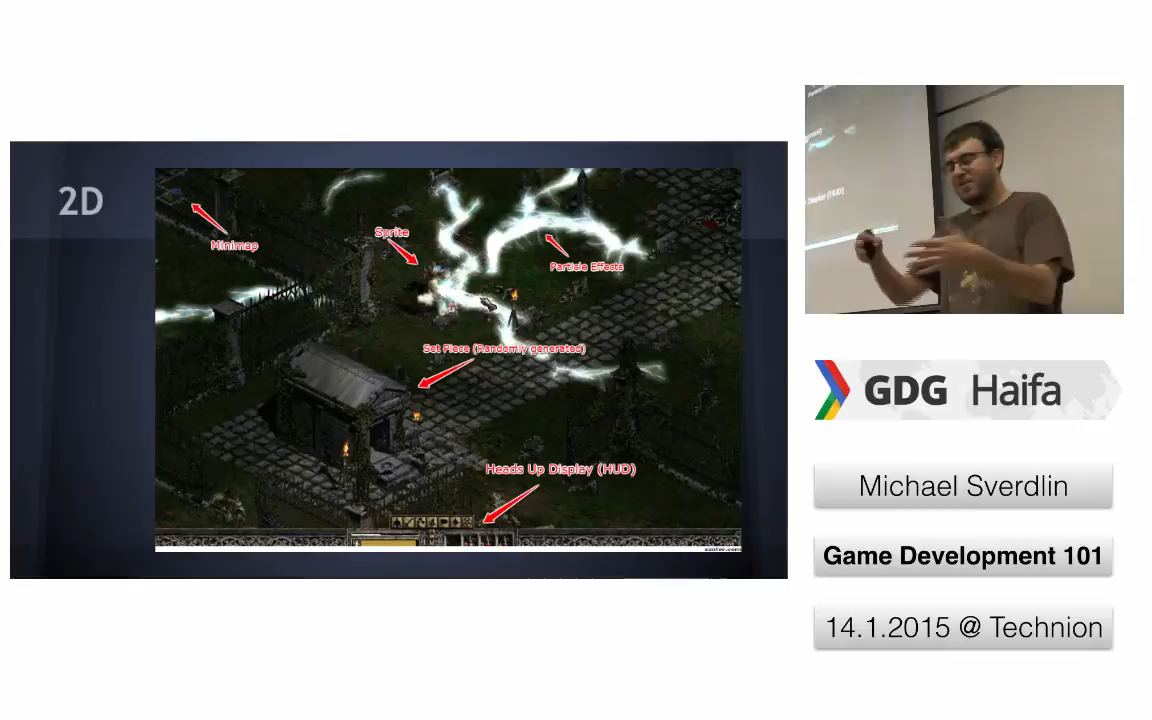 2D
Minimap
Sprite
Particle Effects
Set Piece (Randomly generated)
Heads Up Display (HUD)
GDG Haifa
Michael Sverdlin
Game Development 101
14.1.2015 @ Technion